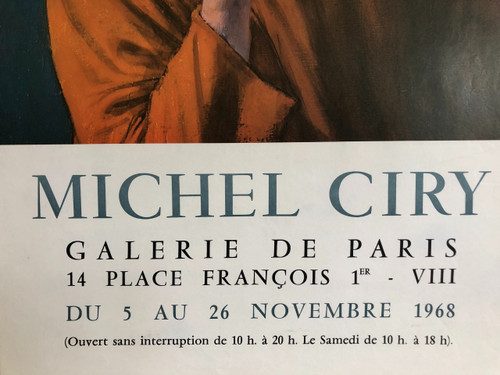 MICHEL CIRY
GALERIE DE PARIS
14 PLACE FRANÇOIS 1ER - VIII
DU 5 AU 26 NOVEMBRE 1968
(Ouvert sans interruption de 10 h. à 20 h. Le Samedi de 10 h. à 18 h).